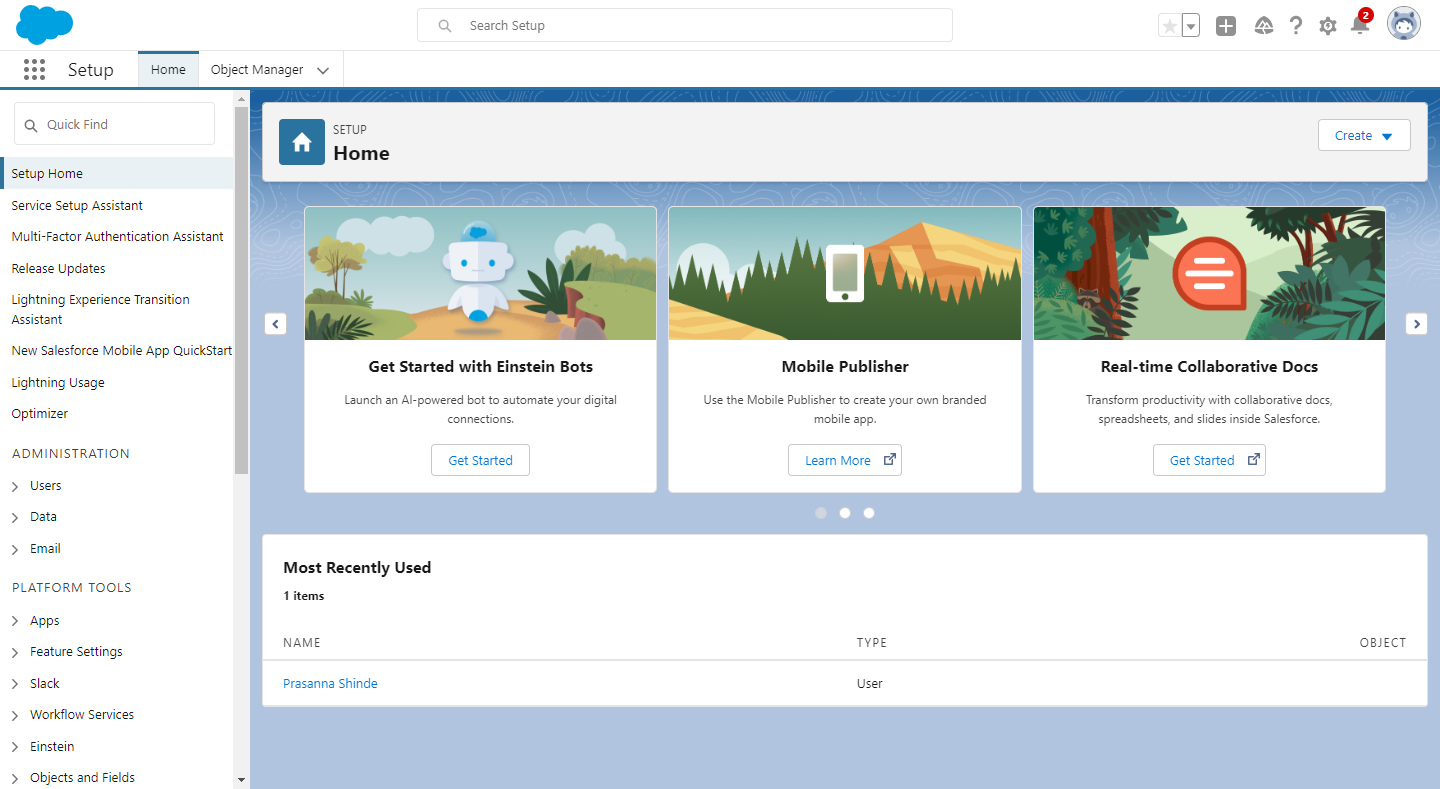 Search Setup
2
Setup
Home
Object Manager
Quick Find
Setup Home
Service Setup Assistant
Multi-Factor Authentication Assistant
Release Updates
Lightning Experience Transition
Assistant
New Salesforce Mobile App QuickStart
Lightning Usage
Optimizer
ADMINISTRATION
Users
Data
Email
PLATFORM TOOLS
Apps
Feature Settings
Slack
Workflow Services
Einstein
Objects and Fields
SETUP
Home
Create
Get Started with Einstein Bots
Launch an AI-powered bot to automate your digital
connections.
Get Started
Mobile Publisher
Use the Mobile Publisher to create your own branded
mobile app.
Learn More
Real-time Collaborative Docs
Transform productivity with collaborative docs,
spreadsheets, and slides inside Salesforce.
Get Started
Most Recently Used
1 items
NAME TYPE OBJECT
Prasanna Shinde User